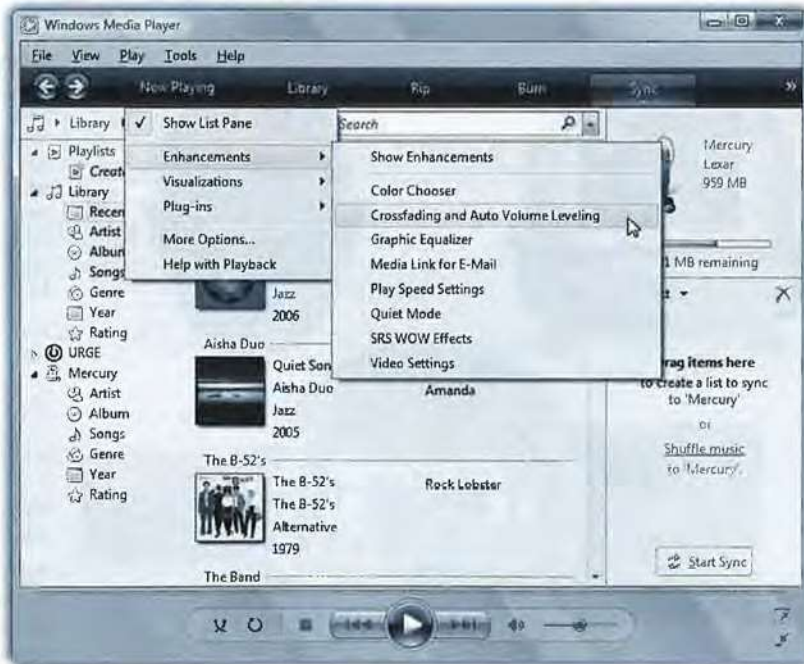 Windows Media Player
File View Play Tools Help
Now Playing Library Rip Burn Sync »
Library
Search
✓ Show List Pane
Enhancements
Visualizations
Plug-ins
More Options...
Help with Playback
Show Enhancements
Color Chooser
Crossfading and Auto Volume Leveling
Graphic Equalizer
Media Link for E-Mail
Play Speed Settings
Quiet Mode
SRS WOW Effects
Video Settings
Playlists
Library
Artist
Songs
Genre
Year
Rating
URGE
Mercury
Artist
Album
Songs
Genre
Year
Rating
Jazz
2006
Aisha Duo
Quiet Son
Aisha Duo
Jazz
2005
Amanda
The B-52's
The B-52's
The B-52's
Alternative
1979
Rock Lobster
The Band
Mercury
Lexar
959 MB
MB remaining
items here
to create a list to sync
to 'Mercury'
or
Shuffle music
to 'Mercury'.
Start Sync